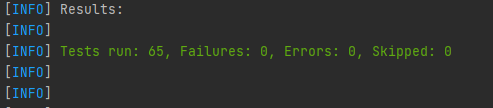 [INFO] Results:
[INFO]
[INFO] Tests run: 65, Failures: 0, Errors: 0, Skipped: 0
[INFO]
[INFO]